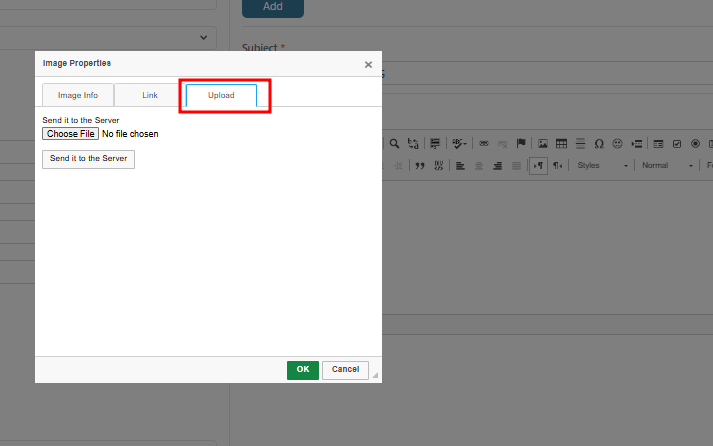 Add
Subject *
Image Properties
Image Info
Link
Upload
Send it to the Server
Choose File No file chosen
Send it to the Server
Styles
Normal
OK
Cancel